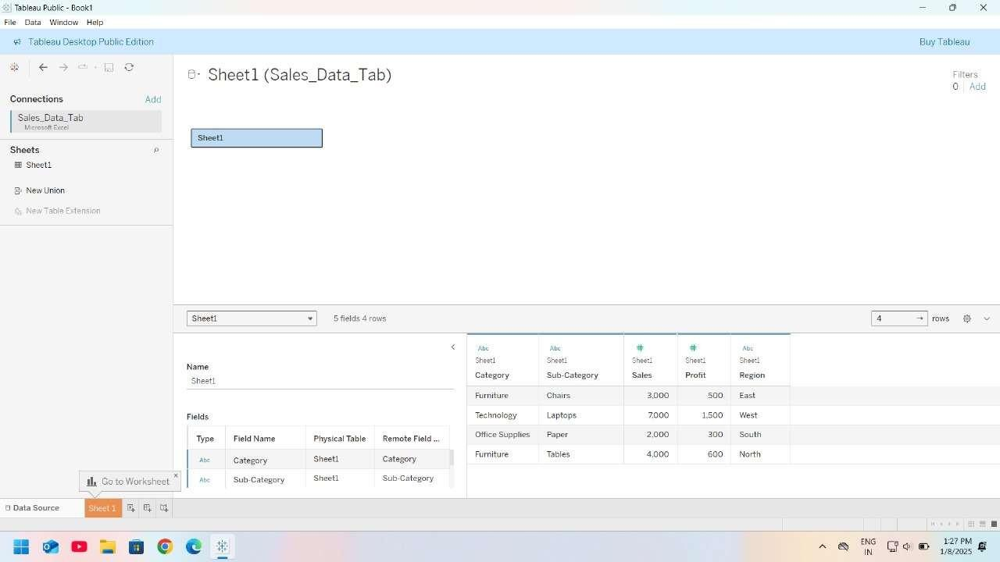 Tableau Public - Book1
File Data Window Help
Tableau Desktop Public Edition Buy Tableau
Connections Add
Sales_Data_Tab
Microsoft Excel
Sheets
Sheet1
New Union
New Table Extension
Sheet1 (Sales_Data_Tab)
Filters
0 Add
Sheet1
Sheet1 5 fields 4 rows 4 → rows
Name
Sheet1
Fields
Type Field Name Physical Table Remote Field ...
Abc Category Sheet1 Category
Abc Sub-Category Sheet1 Sub-Category
Abc Abc # # Abc
Sheet1 Sheet1 Sheet1 Sheet1 Sheet1
Category Sub-Category Sales Profit Region
Furniture Chairs 3,000 500 East
Technology Laptops 7,000 1,500 West
Office Supplies Paper 2,000 300 South
Furniture Tables 4,000 600 North
Go to Worksheet
Data Source Sheet 1
ENG
IN
1:27 PM
1/8/2025